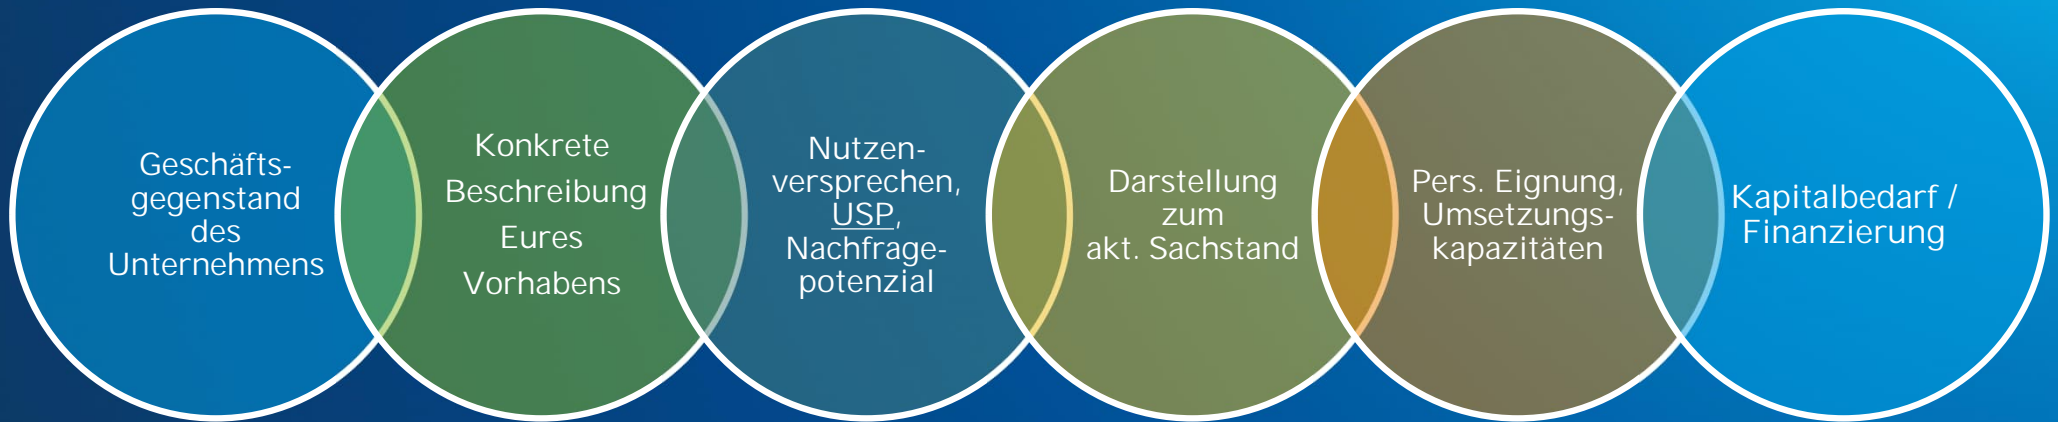 Geschäfts-
gegenstand
des
Unternehmens
Konkrete
Beschreibung
Eures
Vorhabens
Nutzen-
versprechen,
USP,
Nachfrage-
potenzial
Darstellung
zum
akt. Sachstand
Pers. Eignung,
Umsetzungs-
kapazitäten
Kapitalbedarf /
Finanzierung